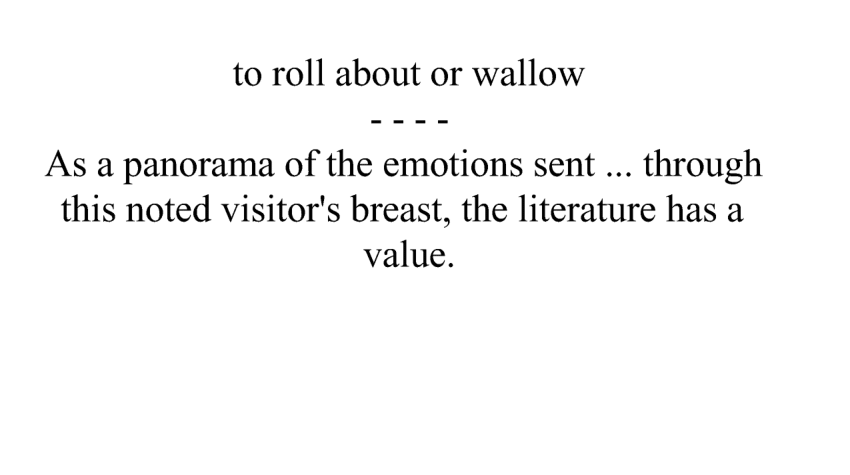 to roll about or wallow
- - - -
As a panorama of the emotions sent ... through
this noted visitor's breast, the literature has a
value.